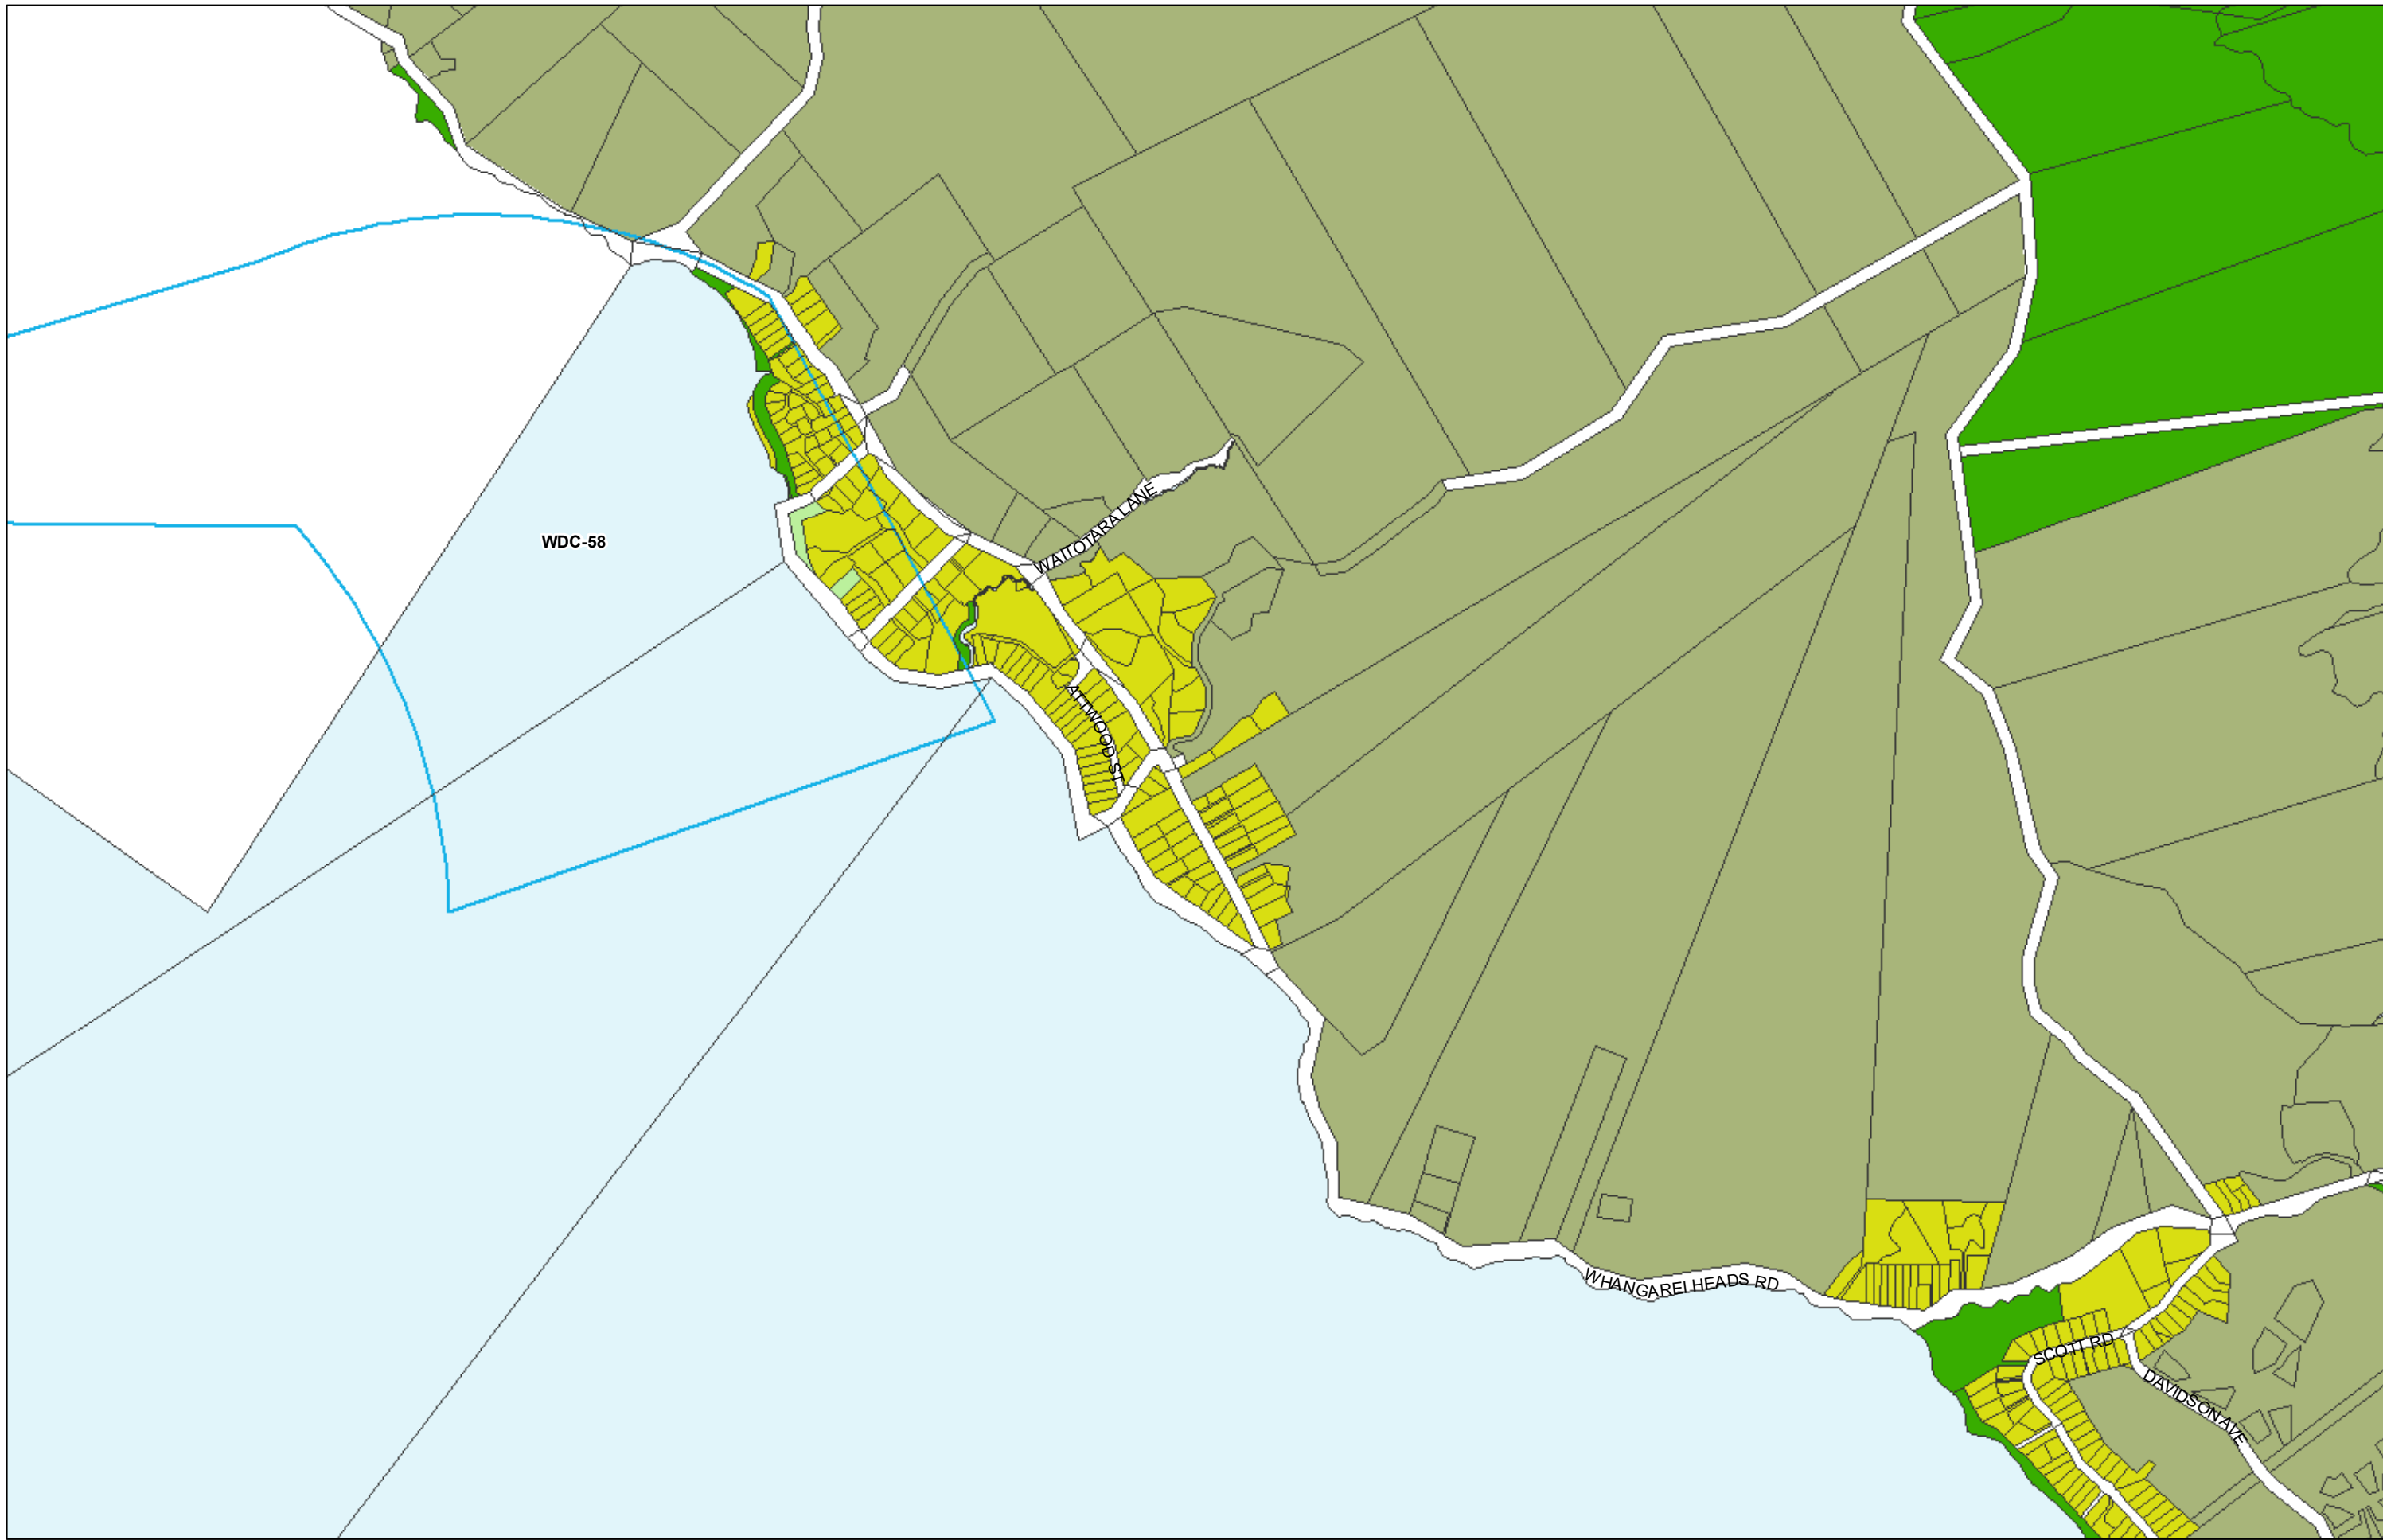 WAITOTARA LANE
WDC-58
ATTWOOD ST
WHANGAREI HEADS RD
SCOTT RD
DAVIDSON AVE